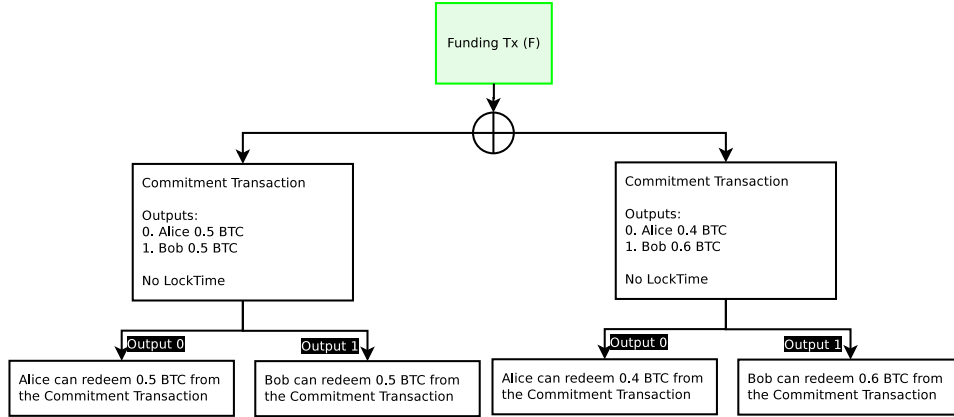 Funding Tx (F)
Commitment Transaction
Outputs:
0. Alice 0.5 BTC
1. Bob 0.5 BTC
No LockTime
Commitment Transaction
Outputs:
0. Alice 0.4 BTC
1. Bob 0.6 BTC
No LockTime
Output 0
Output 1
Output 0
Output 1
Alice can redeem 0.5 BTC from
the Commitment Transaction
Bob can redeem 0.5 BTC from
the Commitment Transaction
Alice can redeem 0.4 BTC from
the Commitment Transaction
Bob can redeem 0.6 BTC from
the Commitment Transaction